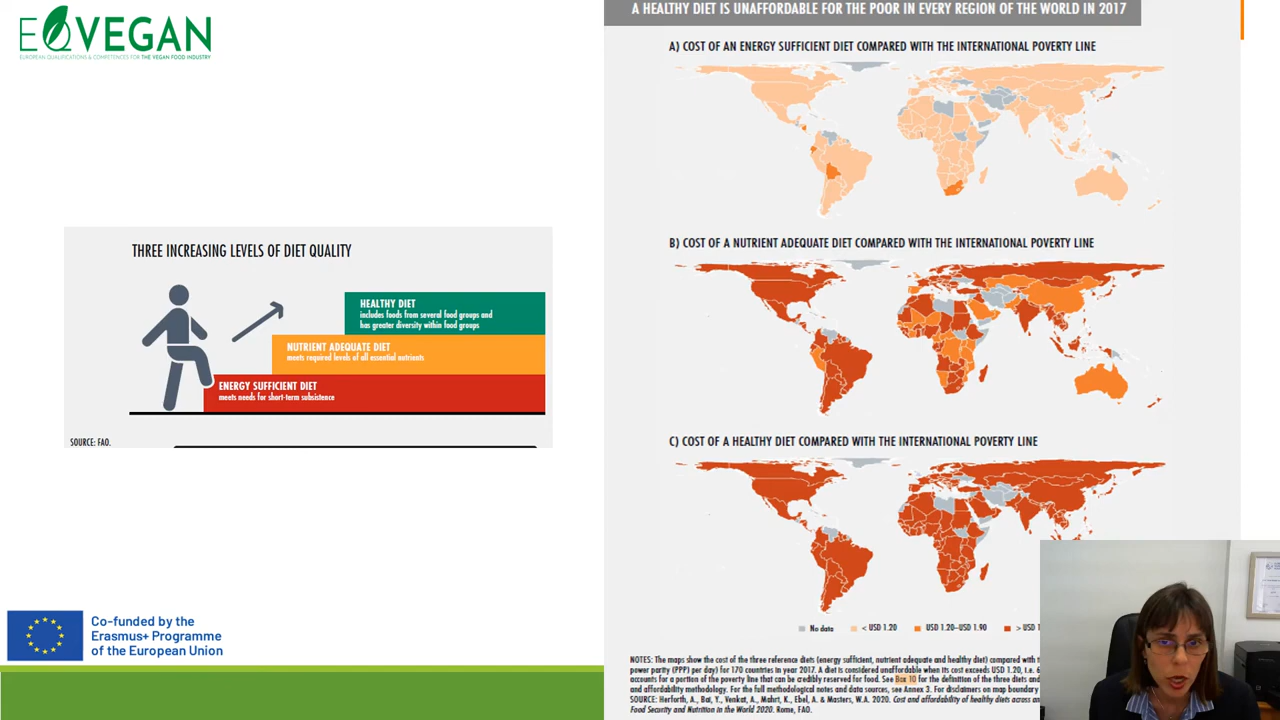 EQVEGAN
EUROPEAN QUALIFICATIONS & COMPETENCES FOR THE VEGAN FOOD INDUSTRY
THREE INCREASING LEVELS OF DIET QUALITY
HEALTHY DIET
includes foods from several food groups and
has greater diversity within food groups
NUTRIENT ADEQUATE DIET
meets required levels of all essential nutrients
ENERGY SUFFICIENT DIET
meets needs for short-term subsistence
SOURCE: FAO.
Co-funded by the
Erasmus+ Programme
of the European Union
A HEALTHY DIET IS UNAFFORDABLE FOR THE POOR IN EVERY REGION OF THE WORLD IN 2017
A) COST OF AN ENERGY SUFFICIENT DIET COMPARED WITH THE INTERNATIONAL POVERTY LINE
B) COST OF A NUTRIENT ADEQUATE DIET COMPARED WITH THE INTERNATIONAL POVERTY LINE
C) COST OF A HEALTHY DIET COMPARED WITH THE INTERNATIONAL POVERTY LINE
No data < USD 1.20 USD 1.20–USD 1.90 > USD 1
NOTES: The maps show the cost of the three reference diets (energy sufficient, nutrient adequate and healthy diet) compared with t
power parity (PPP) per day) for 170 countries in year 2017. A diet is considered unaffordable when its cost exceeds USD 1.20, i.e. 6
accounts for a portion of the poverty line that can be credibly reserved for food. See Box 10 for the definition of the three diets and
and affordability methodology. For the full methodological notes and data sources, see Annex 3. For disclaimers on map boundary
SOURCE: Herforth, A., Bai, Y., Venkat, A., Mahrt, K., Ebel, A. & Masters, W.A. 2020. Cost and affordability of healthy diets across an
Food Security and Nutrition in the World 2020. Rome, FAO.